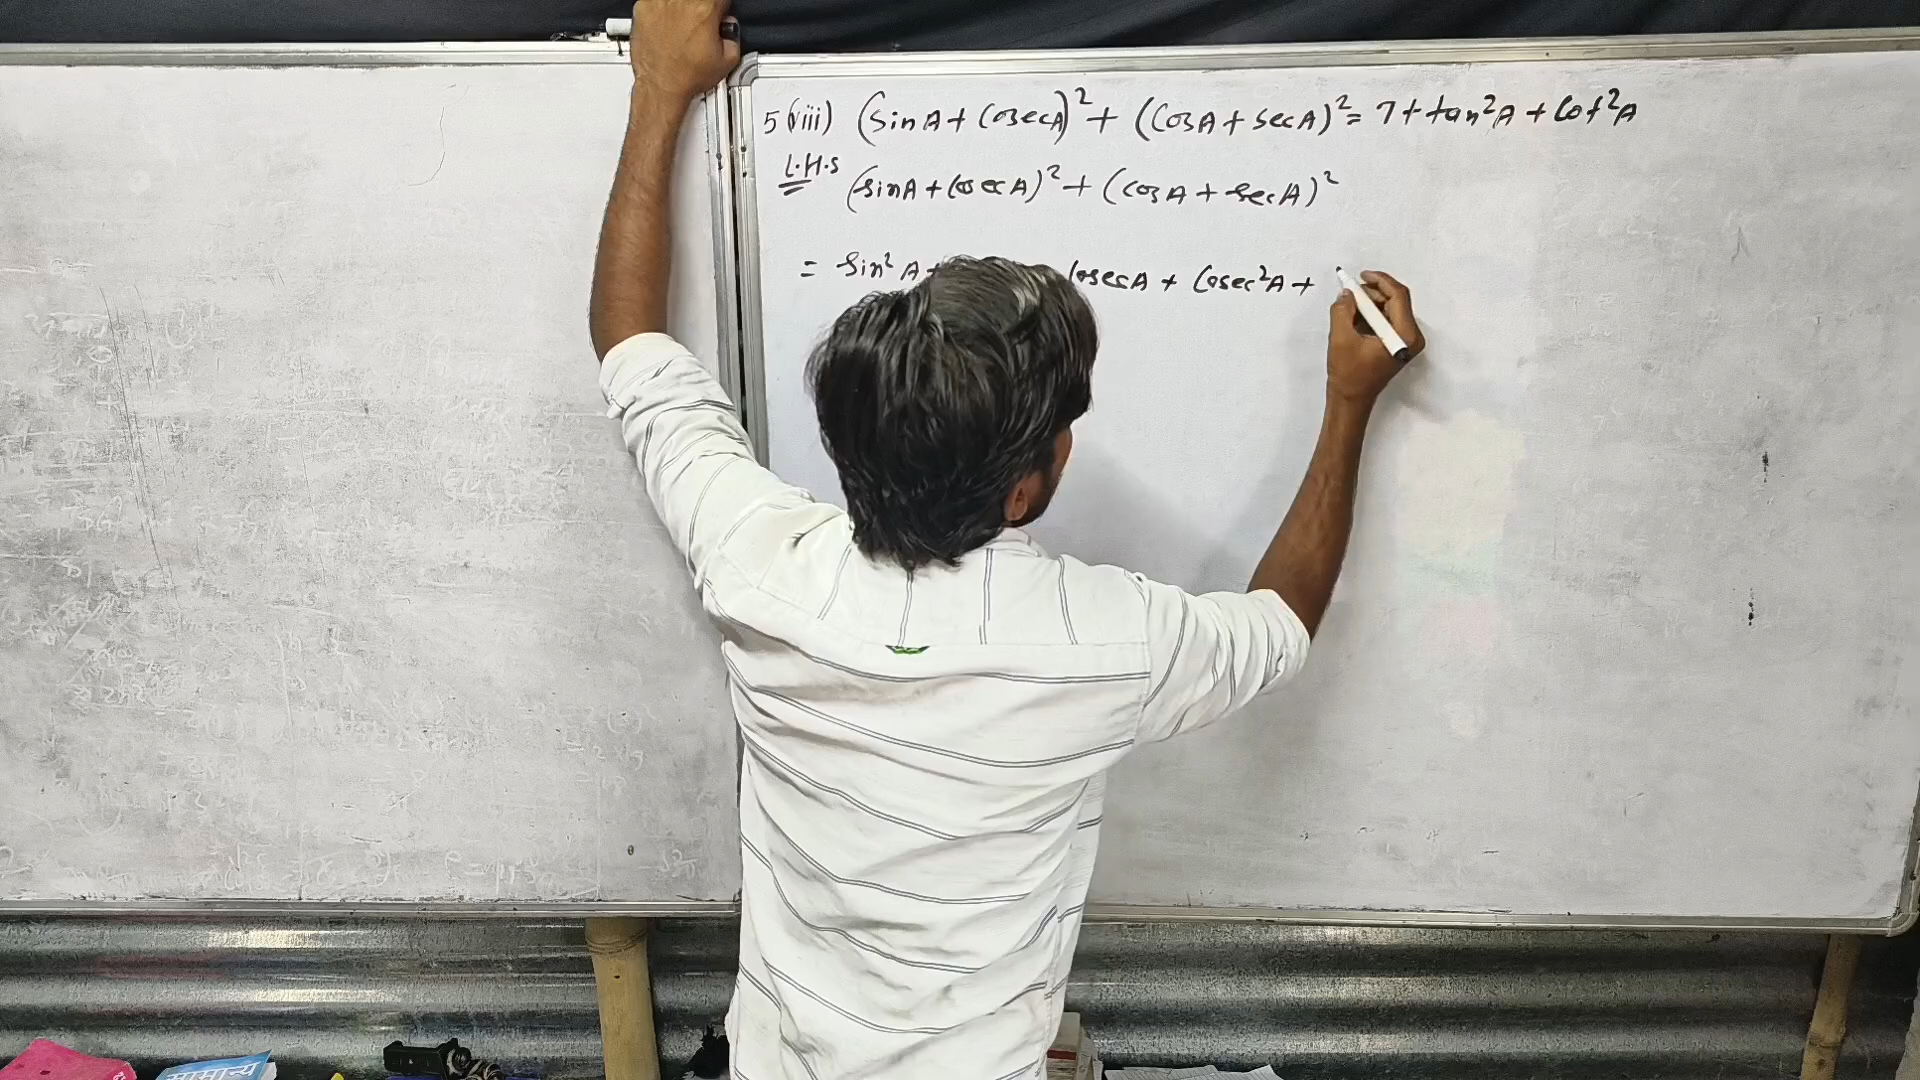 5 (viii) (sinA + CosecA)² + (CosA + secA)² = 7 + tan²A + Cot²A
L.H.S (sinA + CosecA)² + (CosA + secA)²
= Sin²A + CosecA + Cosec²A +
सामान्य